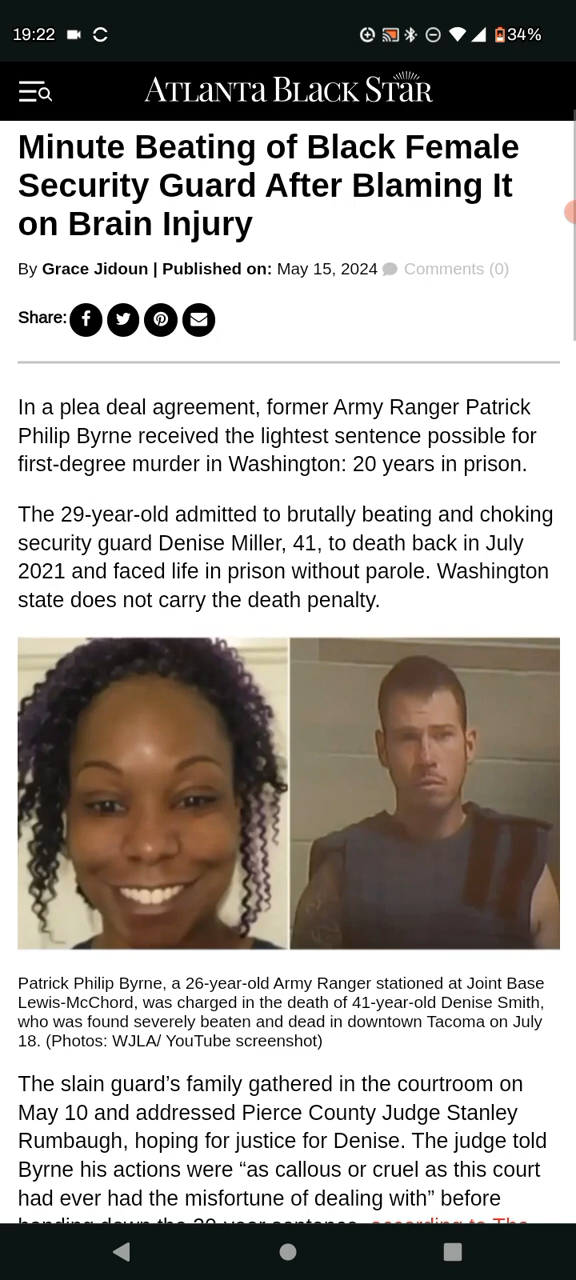 19:22
34%
ATLANTA BLACK STAR
Minute Beating of Black Female
Security Guard After Blaming It
on Brain Injury
By Grace Jidoun | Published on: May 15, 2024 Comments (0)
Share:
In a plea deal agreement, former Army Ranger Patrick
Philip Byrne received the lightest sentence possible for
first-degree murder in Washington: 20 years in prison.
The 29-year-old admitted to brutally beating and choking
security guard Denise Miller, 41, to death back in July
2021 and faced life in prison without parole. Washington
state does not carry the death penalty.
Patrick Philip Byrne, a 26-year-old Army Ranger stationed at Joint Base
Lewis-McChord, was charged in the death of 41-year-old Denise Smith,
who was found severely beaten and dead in downtown Tacoma on July
18. (Photos: WJLA/ YouTube screenshot)
The slain guard’s family gathered in the courtroom on
May 10 and addressed Pierce County Judge Stanley
Rumbaugh, hoping for justice for Denise. The judge told
Byrne his actions were “as callous or cruel as this court
had ever had the misfortune of dealing with” before
handing down the 20-year sentence, according to The